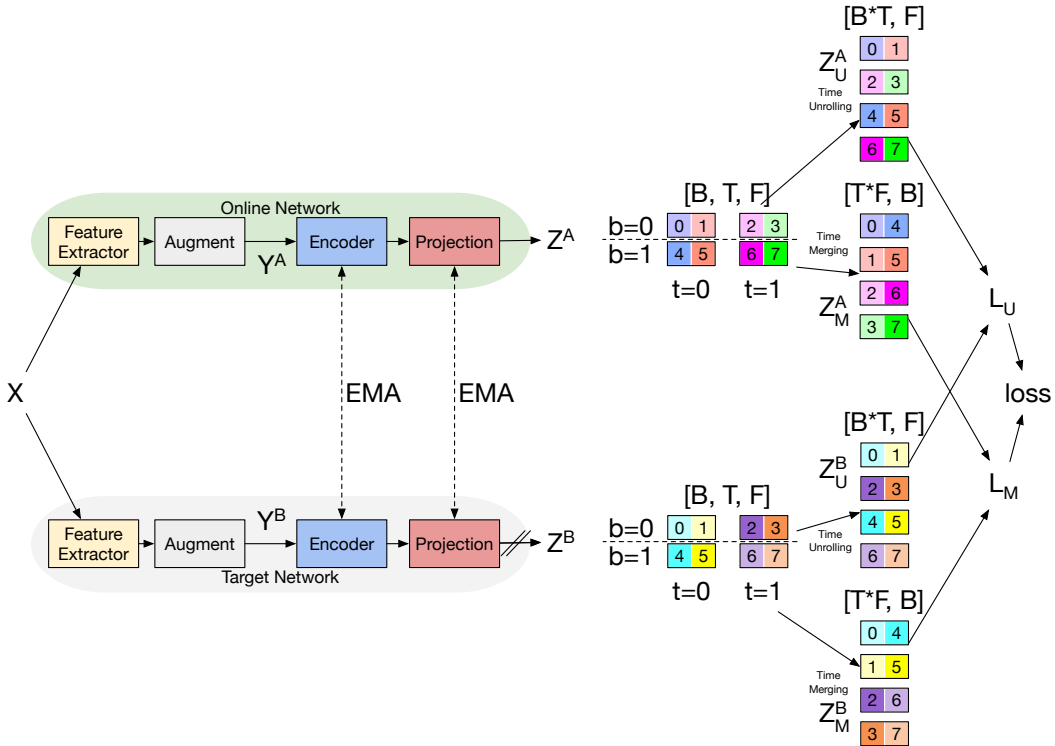 Online Network
Feature
Extractor
Augment
Y^A
Encoder
Projection
Z^A
X
EMA
EMA
Feature
Extractor
Augment
Y^B
Encoder
Projection
Z^B
Target Network
[B, T, F]
b=0
0 1 2 3
b=1
4 5 6 7
t=0 t=1
[B*T, F]
Z_U^A
Time
Unrolling
0 1
2 3
4 5
6 7
[T*F, B]
Time
Merging
Z_M^A
0 4
1 5
2 6
3 7
[B, T, F]
b=0
0 1 2 3
b=1
4 5 6 7
t=0 t=1
[B*T, F]
Z_U^B
Time
Unrolling
0 1
2 3
4 5
6 7
[T*F, B]
Time
Merging
Z_M^B
0 4
1 5
2 6
3 7
L_U
loss
L_M